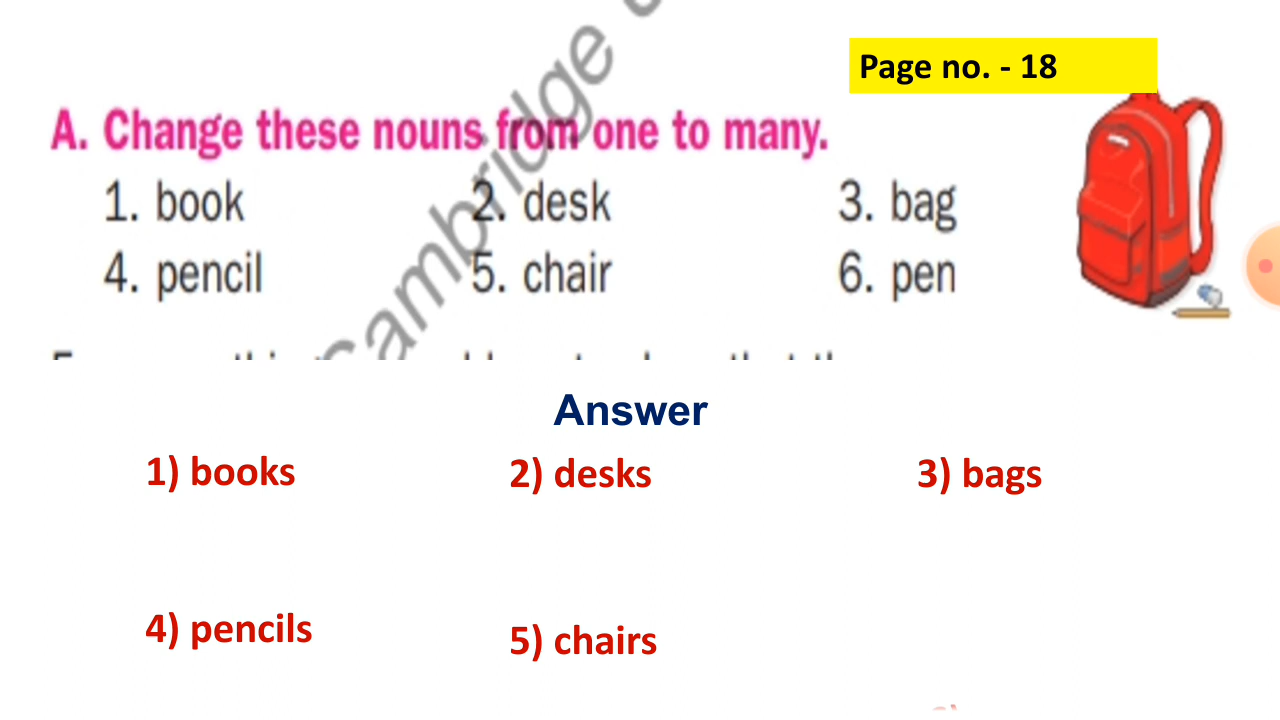 Page no. - 18
A. Change these nouns from one to many.
1. book 2. desk 3. bag
4. pencil 5. chair 6. pen
Cambridge
Answer
1) books 2) desks 3) bags
4) pencils 5) chairs